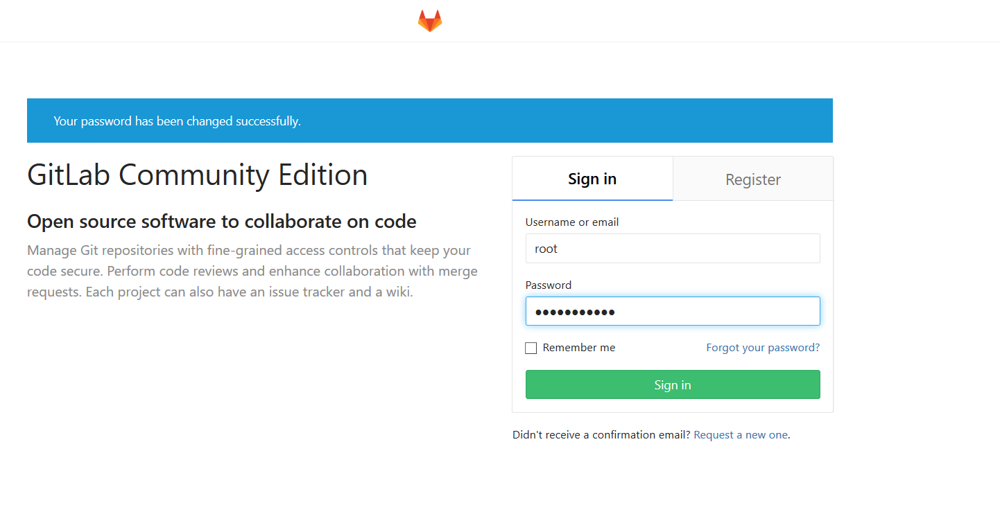 Your password has been changed successfully.
GitLab Community Edition
Open source software to collaborate on code
Manage Git repositories with fine-grained access controls that keep your
code secure. Perform code reviews and enhance collaboration with merge
requests. Each project can also have an issue tracker and a wiki.
Sign in
Register
Username or email
root
Password
●●●●●●●●●●●
Remember me
Forgot your password?
Sign in
Didn't receive a confirmation email? Request a new one.